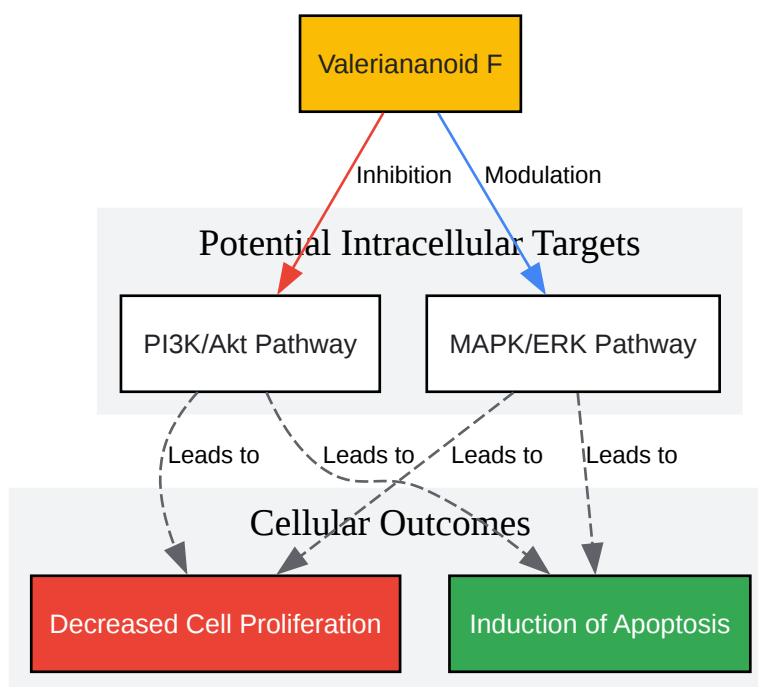 Valeriananoid F
Inhibition
Modulation
Potential Intracellular Targets
PI3K/Akt Pathway
MAPK/ERK Pathway
Leads to
Leads to
Leads to
Leads to
Cellular Outcomes
Decreased Cell Proliferation
Induction of Apoptosis